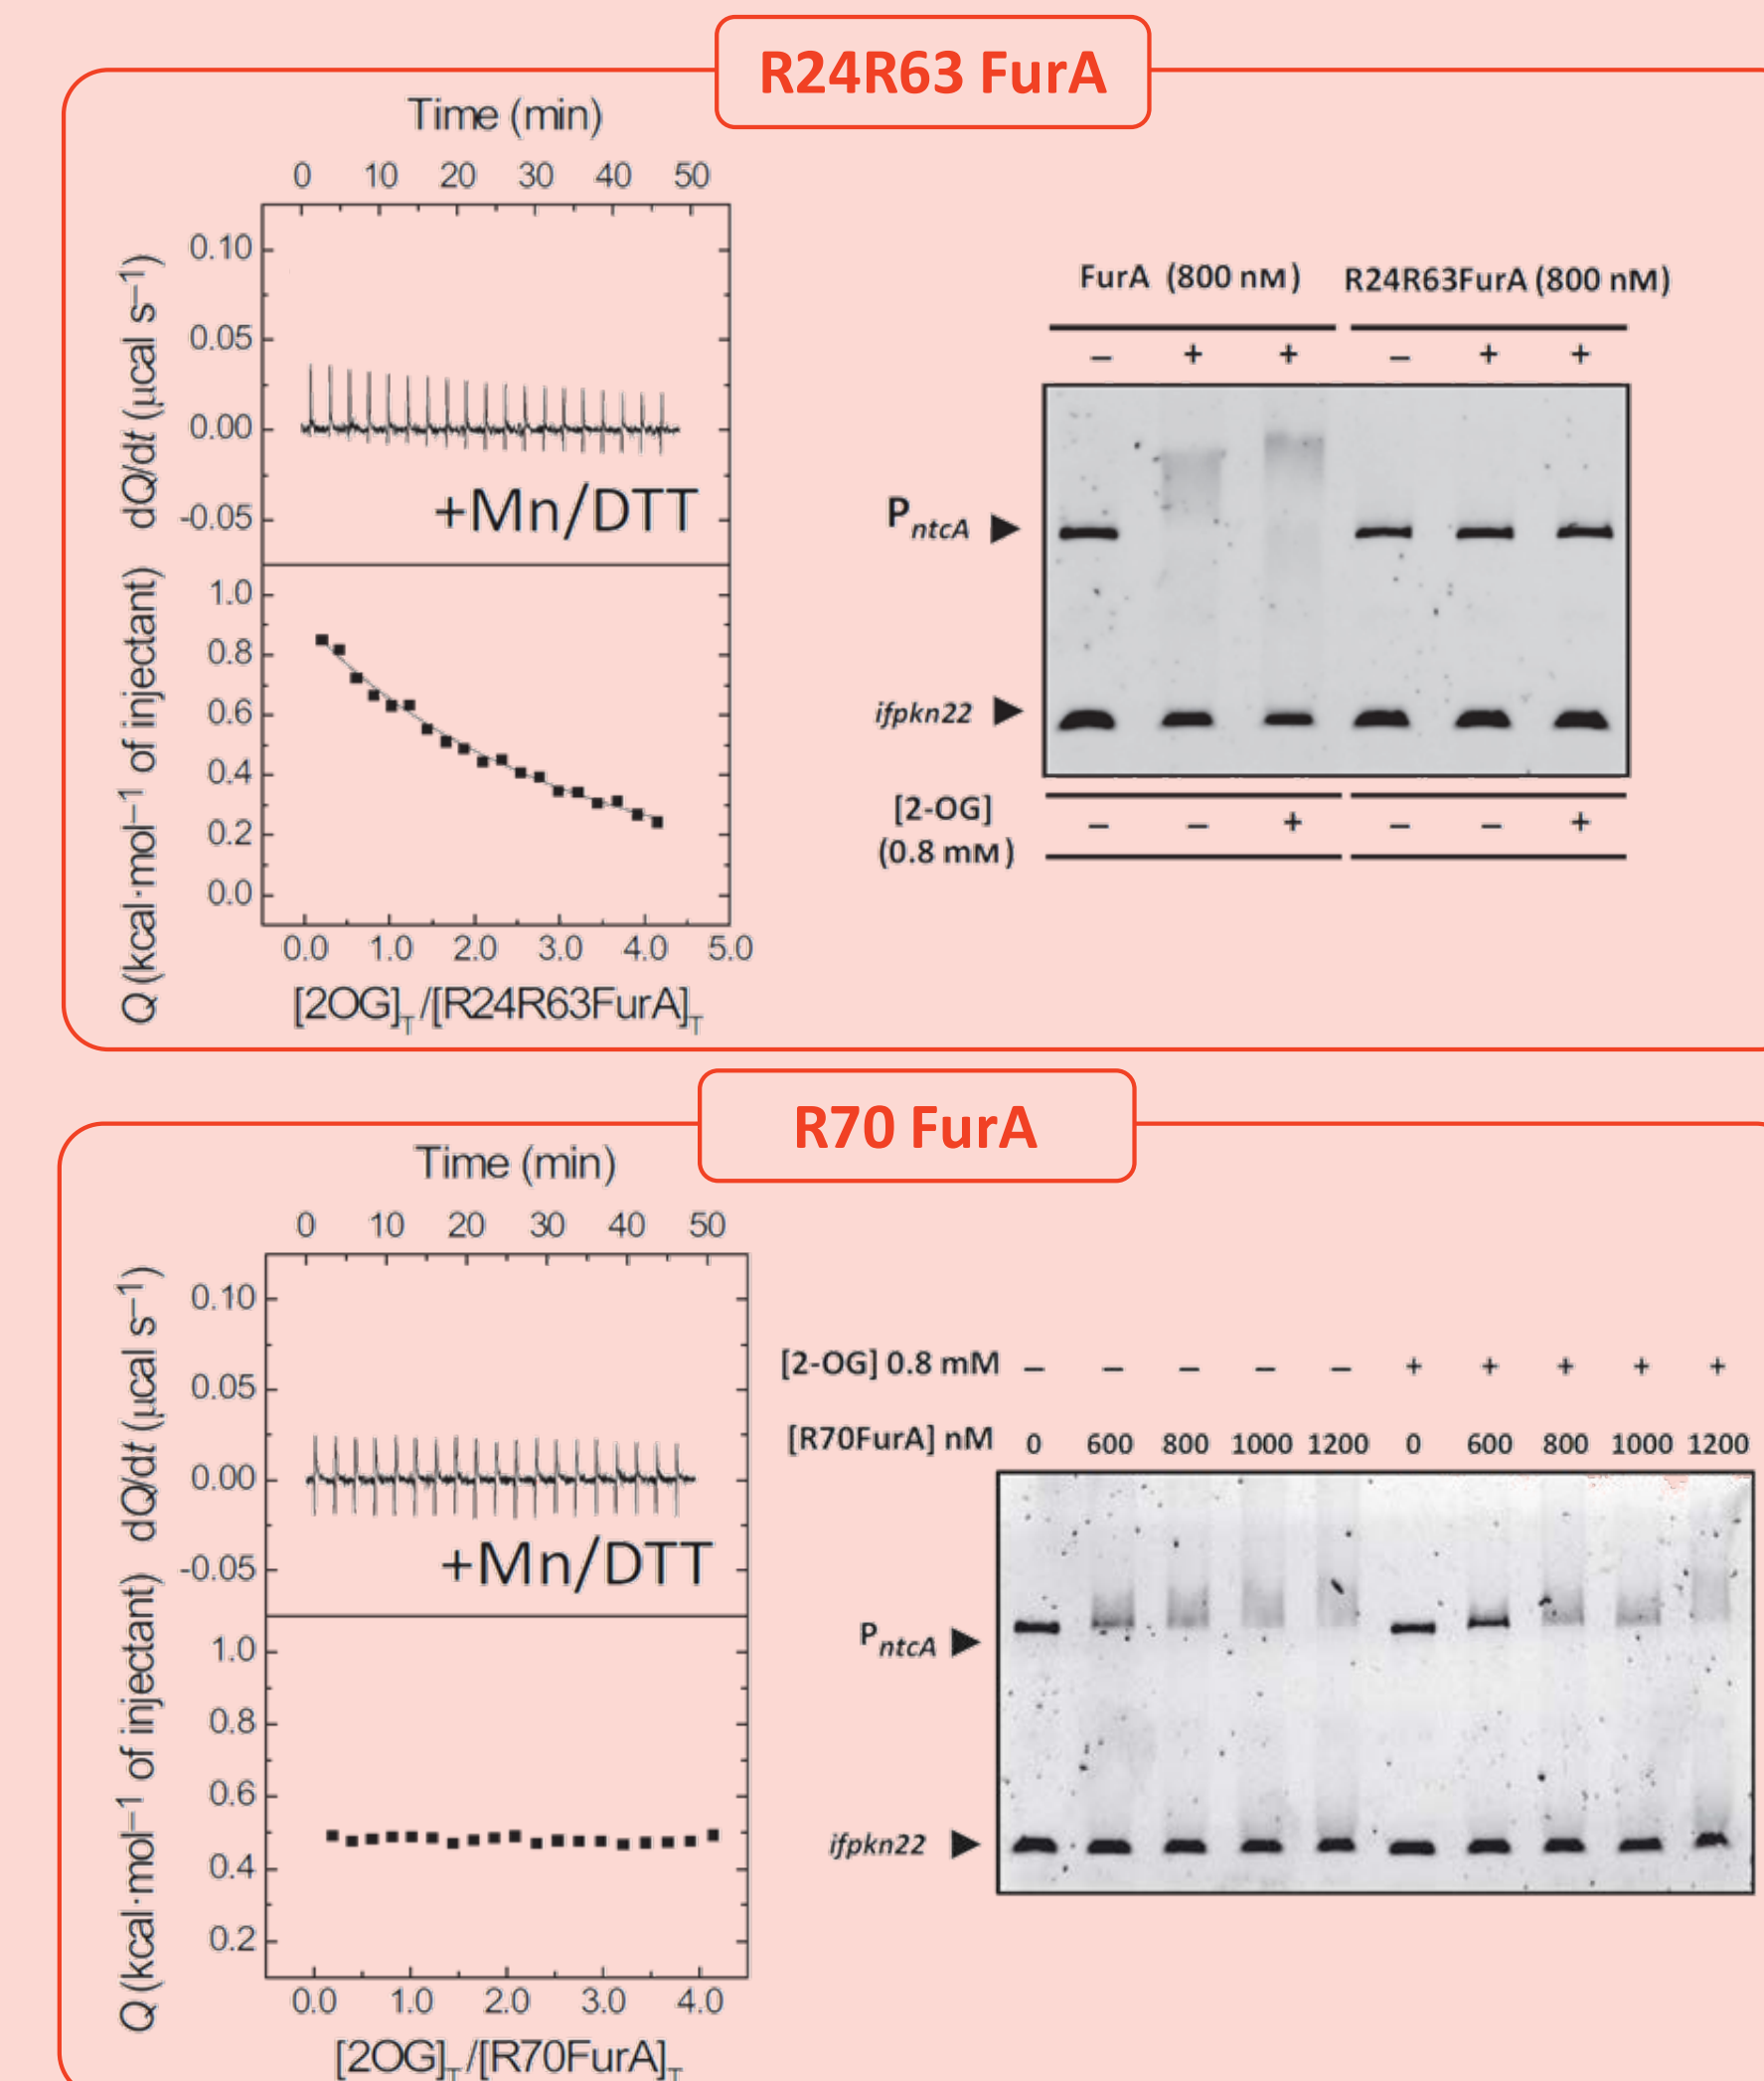 R24R63 FurA
Time (min)
0 10 20 30 40 50
dQ/dt (µcal s⁻¹)
0.10
0.05
0.00
-0.05
+Mn/DTT
Q (kcal·mol⁻¹ of injectant)
1.0
0.8
0.6
0.4
0.2
0.0
0.0 1.0 2.0 3.0 4.0 5.0
[2OG]T/[R24R63FurA]T
FurA (800 nM) R24R63FurA (800 nM)
– + + – + +
PntcA
ifpkn22
[2-OG]
(0.8 mM)
– – + – – +
R70 FurA
Time (min)
0 10 20 30 40 50
dQ/dt (µcal s⁻¹)
0.10
0.05
0.00
-0.05
+Mn/DTT
Q (kcal·mol⁻¹ of injectant)
1.0
0.8
0.6
0.4
0.2
0.0 1.0 2.0 3.0 4.0
[2OG]T/[R70FurA]T
[2-OG] 0.8 mM – – – – – + + + + +
[R70FurA] nM 0 600 800 1000 1200 0 600 800 1000 1200
PntcA
ifpkn22